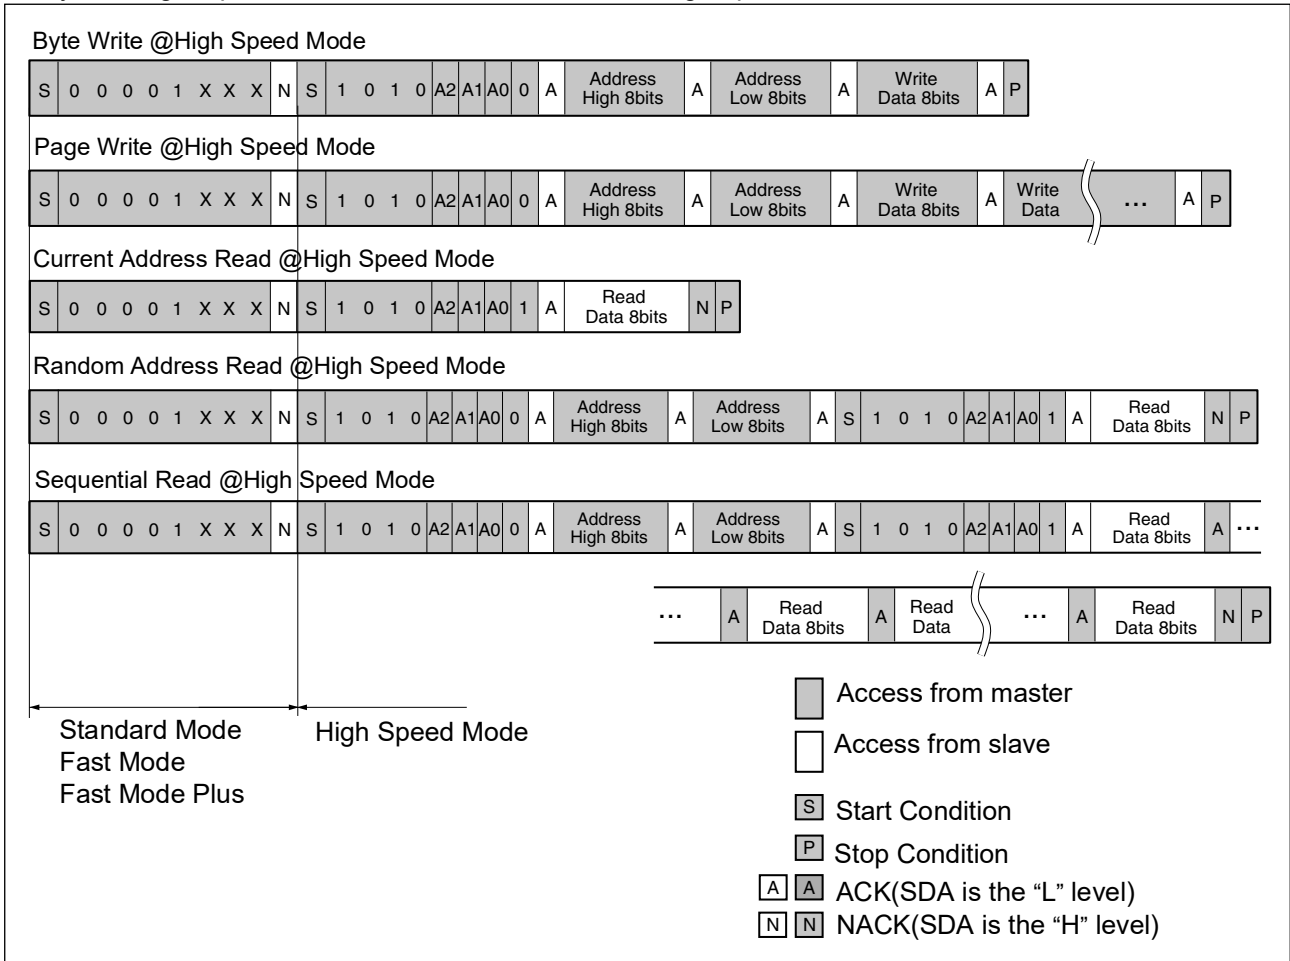 Byte Write @High Speed Mode
S 0 0 0 0 1 X X X N S 1 0 1 0 A2 A1 A0 0 A Address High 8bits A Address Low 8bits A Write Data 8bits A P
Page Write @High Speed Mode
S 0 0 0 0 1 X X X N S 1 0 1 0 A2 A1 A0 0 A Address High 8bits A Address Low 8bits A Write Data 8bits A Write Data ... A P
Current Address Read @High Speed Mode
S 0 0 0 0 1 X X X N S 1 0 1 0 A2 A1 A0 1 A Read Data 8bits N P
Random Address Read @High Speed Mode
S 0 0 0 0 1 X X X N S 1 0 1 0 A2 A1 A0 0 A Address High 8bits A Address Low 8bits A S 1 0 1 0 A2 A1 A0 1 A Read Data 8bits N P
Sequential Read @High Speed Mode
S 0 0 0 0 1 X X X N S 1 0 1 0 A2 A1 A0 0 A Address High 8bits A Address Low 8bits A S 1 0 1 0 A2 A1 A0 1 A Read Data 8bits A ...
... A Read Data 8bits A Read Data ... A Read Data 8bits N P
Standard Mode
Fast Mode
Fast Mode Plus
High Speed Mode
Access from master
Access from slave
S Start Condition
P Stop Condition
A A ACK(SDA is the “L” level)
N N NACK(SDA is the “H” level)